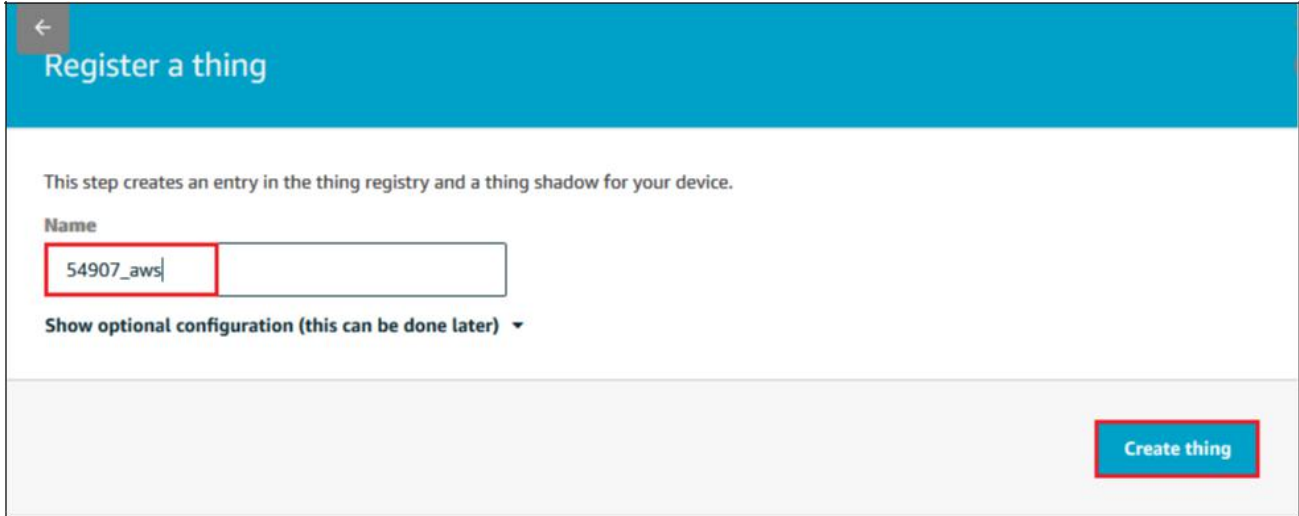 Register a thing
This step creates an entry in the thing registry and a thing shadow for your device.
Name
54907_aws
Show optional configuration (this can be done later)
Create thing